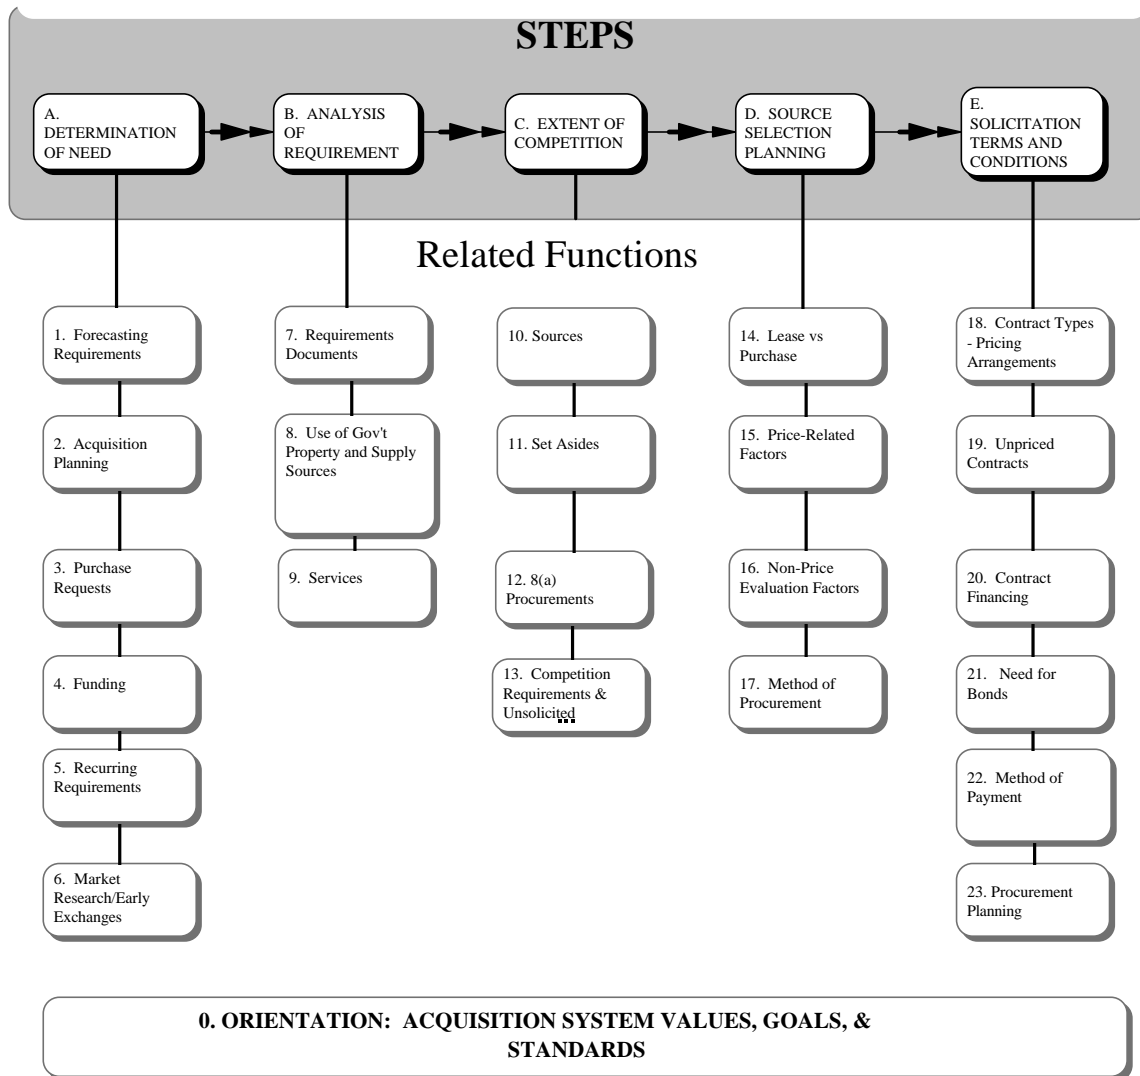 STEPS
A.
DETERMINATION
OF NEED
B. ANALYSIS
OF
REQUIREMENT
C. EXTENT OF
COMPETITION
D. SOURCE
SELECTION
PLANNING
E.
SOLICITATION
TERMS AND
CONDITIONS
Related Functions
1. Forecasting
Requirements
2. Acquisition
Planning
3. Purchase
Requests
4. Funding
5. Recurring
Requirements
6. Market
Research/Early
Exchanges
7. Requirements
Documents
8. Use of Gov't
Property and Supply
Sources
9. Services
10. Sources
11. Set Asides
12. 8(a)
Procurements
13. Competition
Requirements &
Unsolicited
...
14. Lease vs
Purchase
15. Price-Related
Factors
16. Non-Price
Evaluation Factors
17. Method of
Procurement
18. Contract Types
- Pricing
Arrangements
19. Unpriced
Contracts
20. Contract
Financing
21. Need for
Bonds
22. Method of
Payment
23. Procurement
Planning
0. ORIENTATION: ACQUISITION SYSTEM VALUES, GOALS, &
STANDARDS